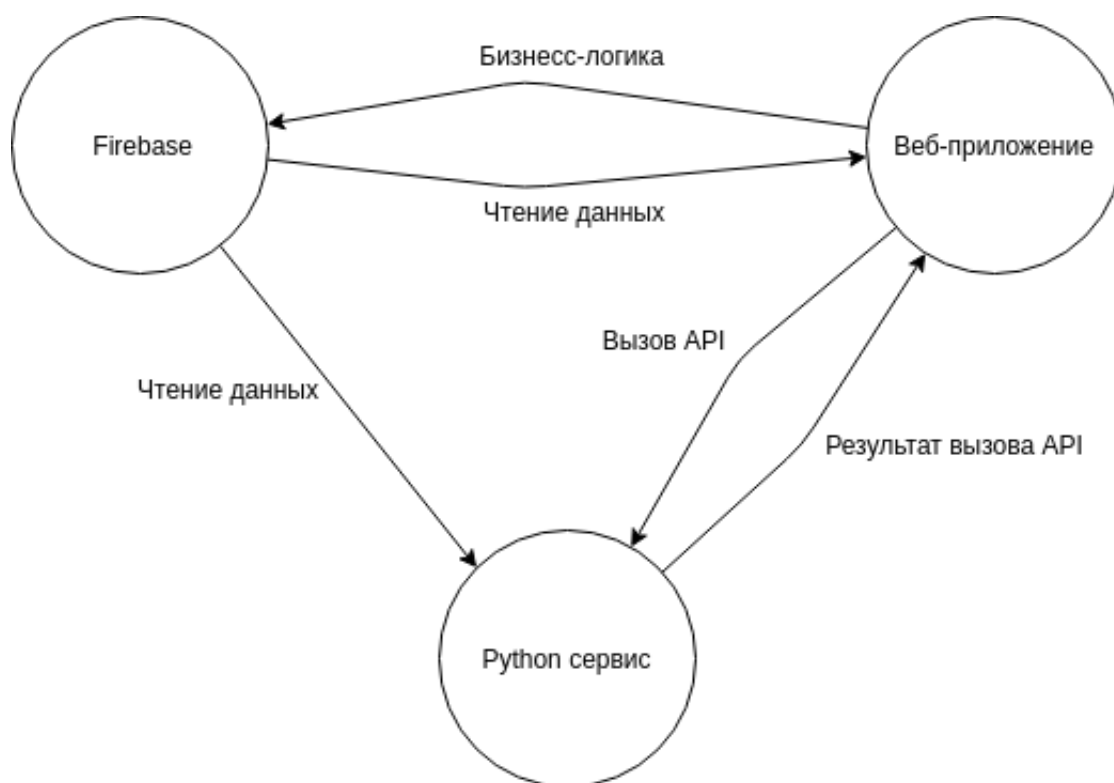 Бизнесс-логика
Firebase
Веб-приложение
Чтение данных
Вызов API
Чтение данных
Результат вызова API
Python сервис